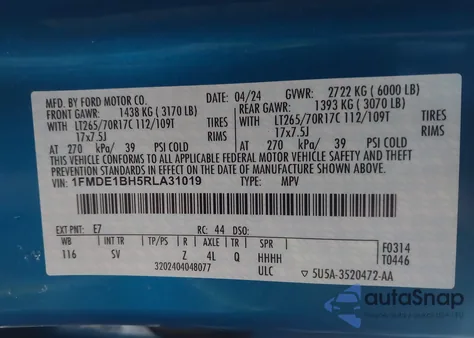 MFD. BY FORD MOTOR CO.
DATE: 04/24 GVWR: 2722 KG (6000 LB)
FRONT GAWR: 1438 KG (3170 LB) REAR GAWR: 1393 KG (3070 LB)
WITH LT265/70R17C 112/109T TIRES WITH LT265/70R17C 112/109T TIRES
17x7.5J RIMS 17x7.5J RIMS
AT 270 kPa/ 39 PSI COLD AT 270 kPa/ 39 PSI COLD
THIS VEHICLE CONFORMS TO ALL APPLICABLE FEDERAL MOTOR VEHICLE SAFETY AND THEFT
PREVENTION STANDARDS IN EFFECT ON THE DATE OF MANUFACTURE SHOWN ABOVE.
VIN: 1FMDE1BH5RLA31019 TYPE: MPV
EXT PNT: E7 RC: 44 DSO:
WB INT TR TP/PS R AXLE TR SPR F0314
116 SV Z 4L Q HHHH T0446
3202404048077 ULC 5U5A-3520472-AA
autoSnap